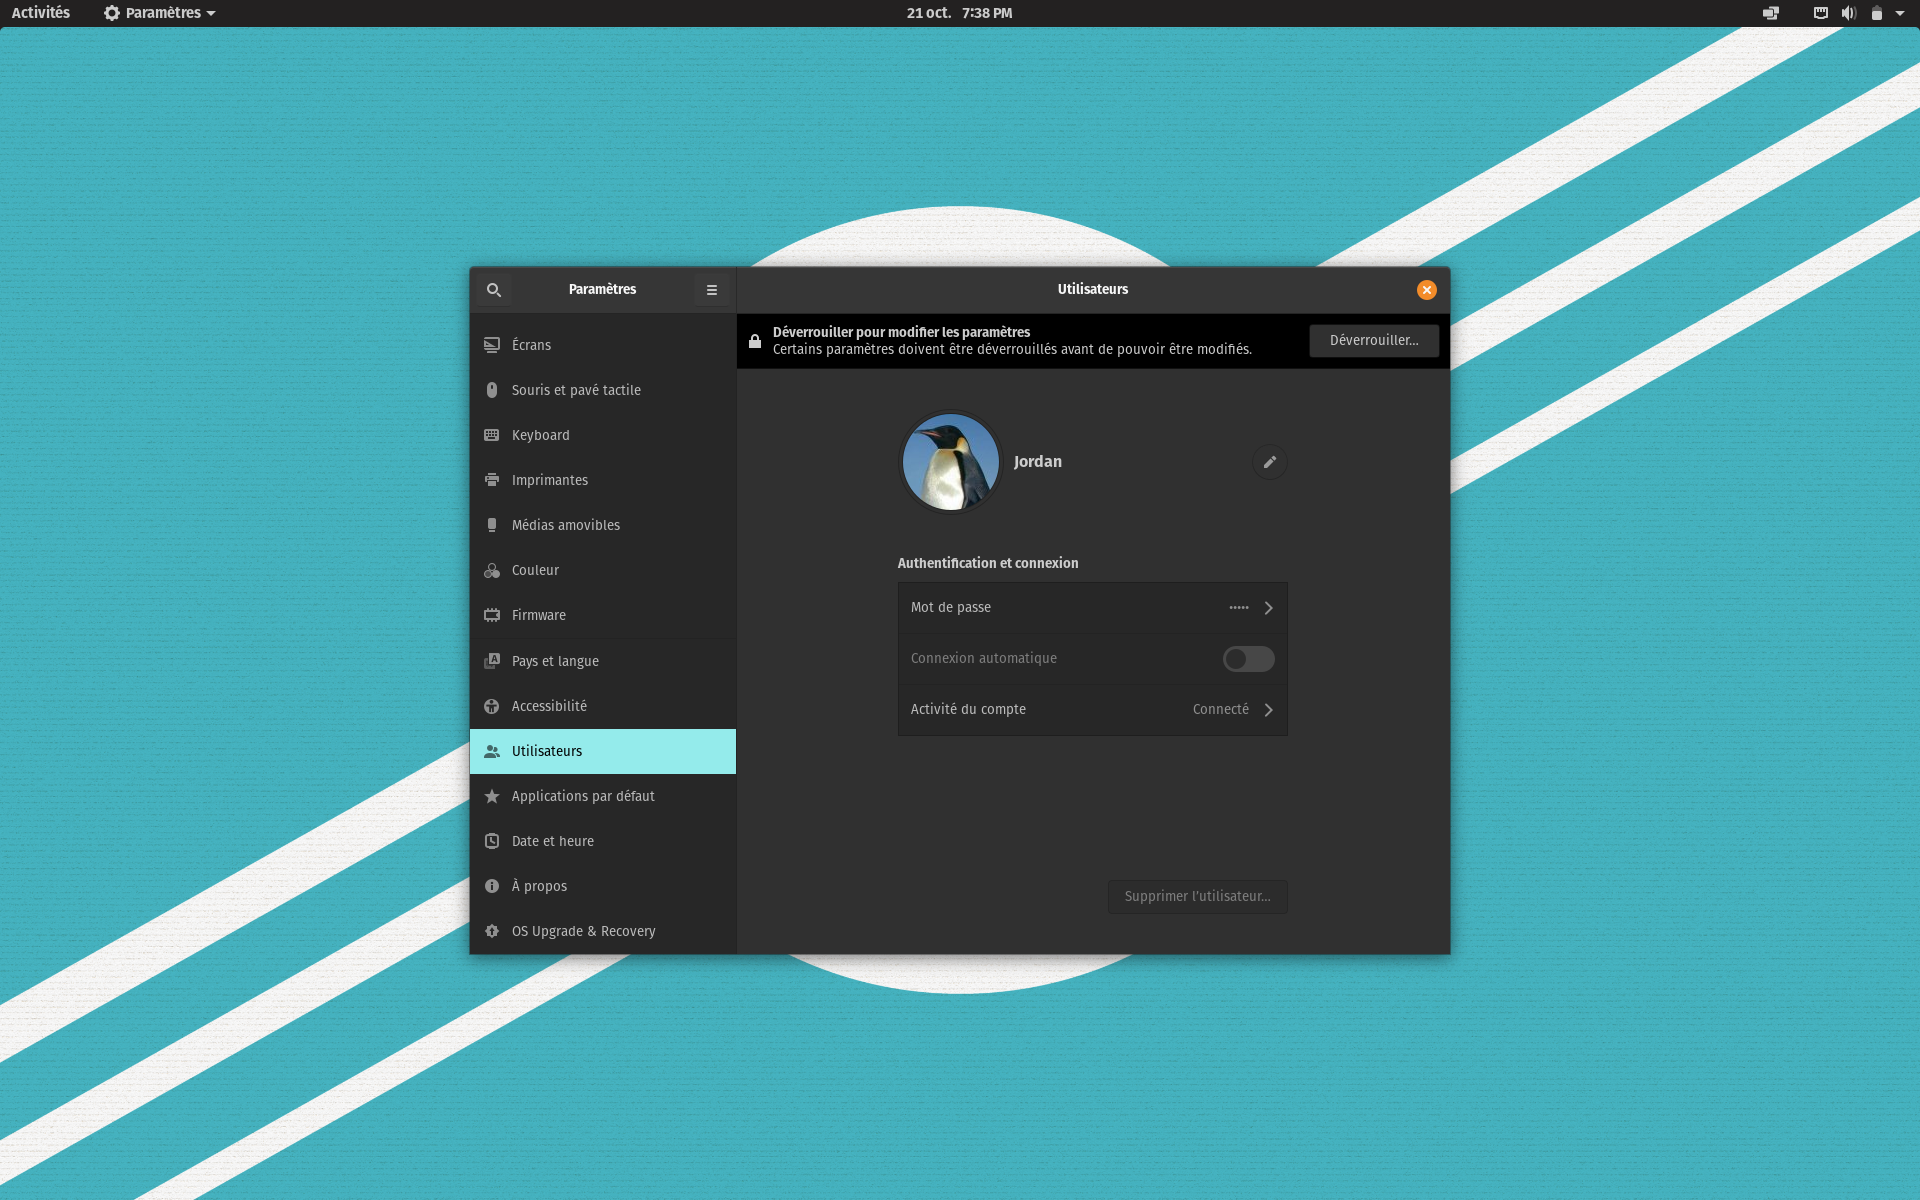 Activités
Paramètres
21 oct. 7:38 PM
Paramètres
Utilisateurs
Déverrouiller pour modifier les paramètres
Certains paramètres doivent être déverrouillés avant de pouvoir être modifiés.
Déverrouiller…
Écrans
Souris et pavé tactile
Keyboard
Imprimantes
Médias amovibles
Couleur
Firmware
Pays et langue
Accessibilité
Utilisateurs
Applications par défaut
Date et heure
À propos
OS Upgrade & Recovery
Jordan
Authentification et connexion
Mot de passe •••••
Connexion automatique
Activité du compte Connecté
Supprimer l'utilisateur…